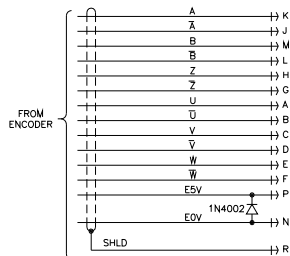 A K
A̅ J
B M
B̅ L
Z H
Z̅ G
U A
U̅ B
V C
V̅ D
W E
W̅ F
E5V P
1N4002
E0V N
SHLD R
FROM
ENCODER